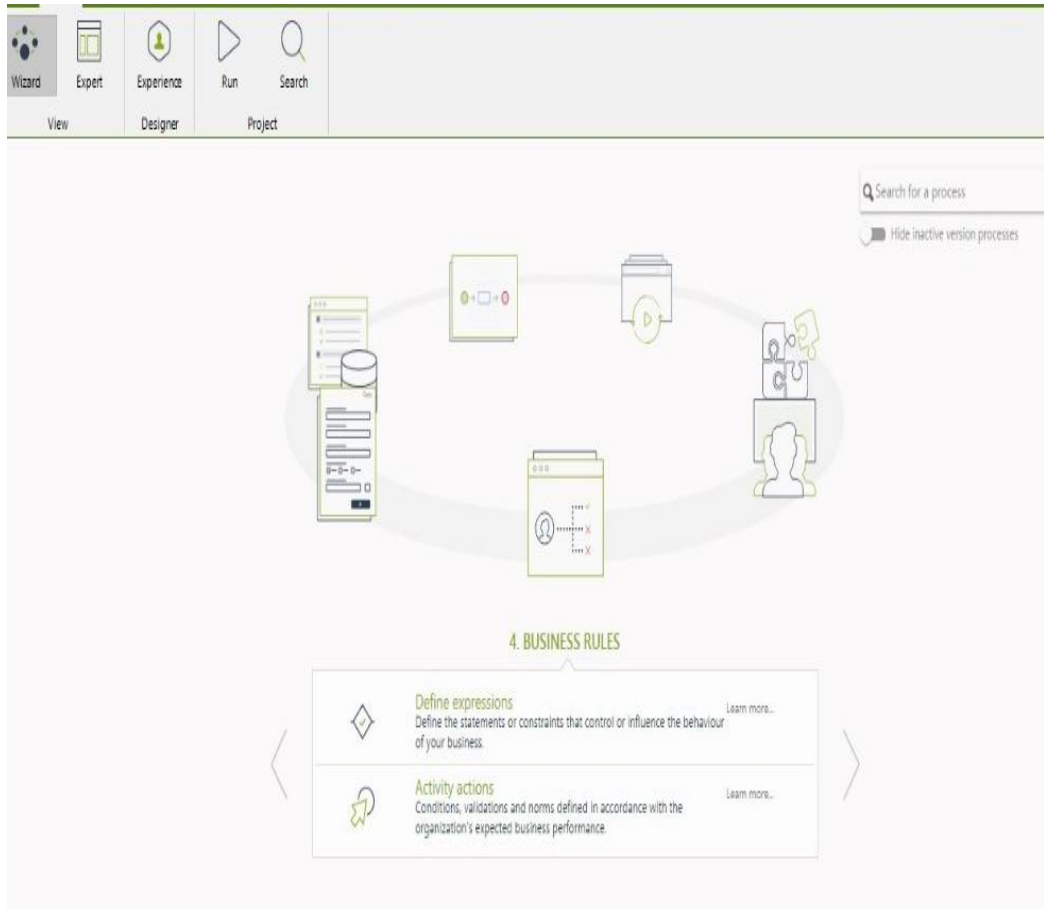 Wizard Expert Experience Run Search
View Designer Project
Search for a process
Hide inactive version processes
4. BUSINESS RULES
Define expressions
Learn more...
Define the statements or constraints that control or influence the behaviour
of your business.
Activity actions
Learn more...
Conditions, validations and norms defined in accordance with the
organization's expected business performance.